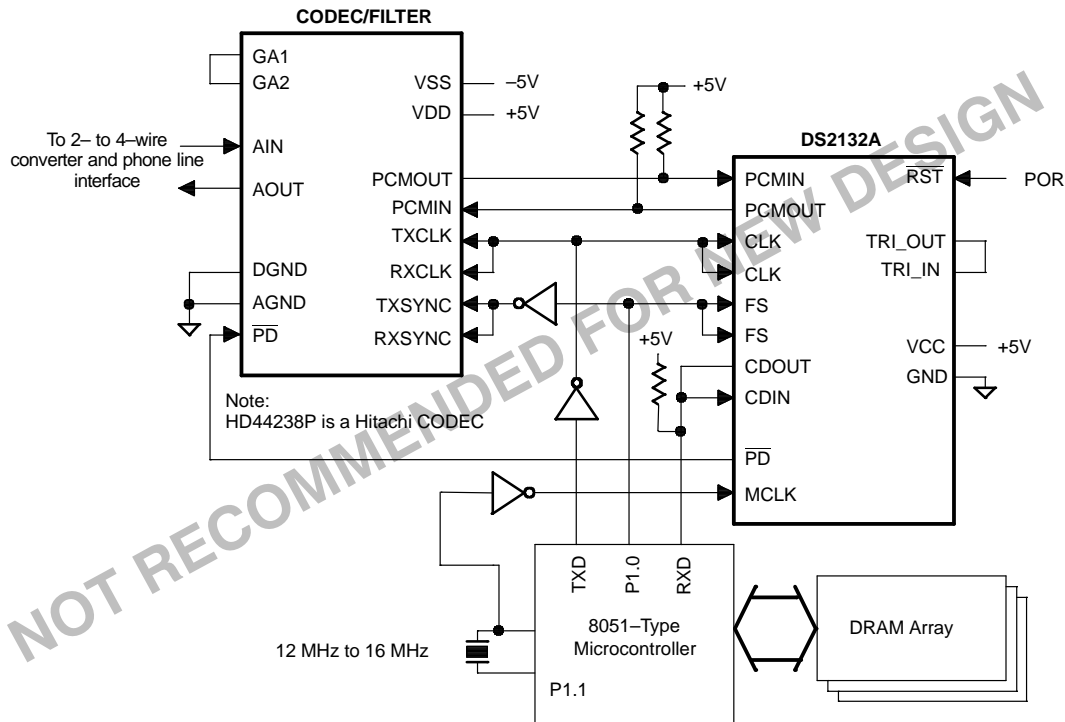 CODEC/FILTER
GA1
GA2
VSS
–5V
VDD
+5V
+5V
To 2– to 4–wire
converter and phone line
interface
AIN
AOUT
PCMOUT
PCMIN
TXCLK
RXCLK
TXSYNC
RXSYNC
DGND
AGND
PD
DS2132A
PCMIN
PCMOUT
CLK
CLK
FS
FS
CDOUT
CDIN
PD
MCLK
RST
POR
TRI_OUT
TRI_IN
VCC
+5V
GND
+5V
Note:
HD44238P is a Hitachi CODEC
TXD
P1.0
RXD
8051–Type
Microcontroller
P1.1
12 MHz to 16 MHz
DRAM Array
NOT RECOMMENDED FOR NEW DESIGN